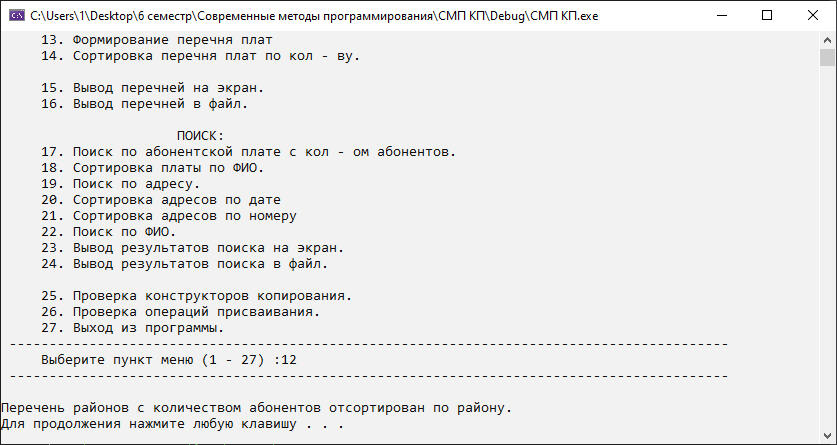 C:\Users\1\Desktop\6 семестр\Современные методы программирования\СМП КП\Debug\СМП КП.exe
13. Формирование перечня плат
14. Сортировка перечня плат по кол - ву.
15. Вывод перечней на экран.
16. Вывод перечней в файл.
ПОИСК:
17. Поиск по абонентской плате с кол - ом абонентов.
18. Сортировка платы по ФИО.
19. Поиск по адресу.
20. Сортировка адресов по дате
21. Сортировка адресов по номеру
22. Поиск по ФИО.
23. Вывод результатов поиска на экран.
24. Вывод результатов поиска в файл.
25. Проверка конструкторов копирования.
26. Проверка операций присваивания.
27. Выход из программы.
------------------------------------------------------------------------------------------
Выберите пункт меню (1 - 27) :12
------------------------------------------------------------------------------------------
Перечень районов с количеством абонентов отсортирован по району.
Для продолжения нажмите любую клавишу . . .